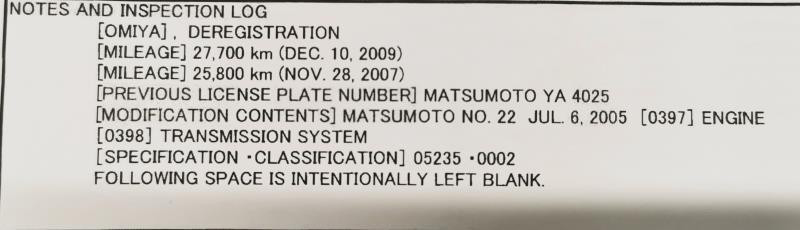 NOTES AND INSPECTION LOG
[OMIYA] , DEREGISTRATION
[MILEAGE] 27,700 km (DEC. 10, 2009)
[MILEAGE] 25,800 km (NOV. 28, 2007)
[PREVIOUS LICENSE PLATE NUMBER] MATSUMOTO YA 4025
[MODIFICATION CONTENTS] MATSUMOTO NO. 22 JUL. 6, 2005 [0397] ENGINE
[0398] TRANSMISSION SYSTEM
[SPECIFICATION ・CLASSIFICATION] 05235 ・0002
FOLLOWING SPACE IS INTENTIONALLY LEFT BLANK.